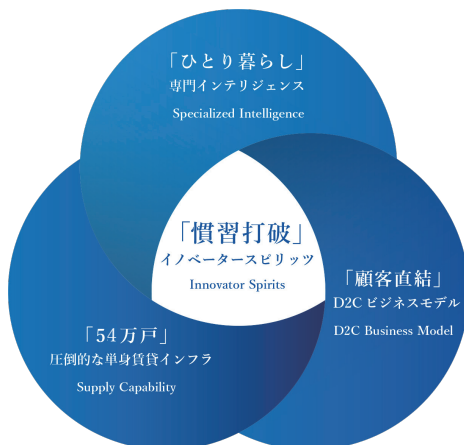 「ひとり暮らし」
専門インテリジェンス
Specialized Intelligence
「慣習打破」
イノベータースピリッツ
Innovator Spirits
「顧客直結」
D2C ビジネスモデル
D2C Business Model
「54万戸」
圧倒的な単身賃貸インフラ
Supply Capability